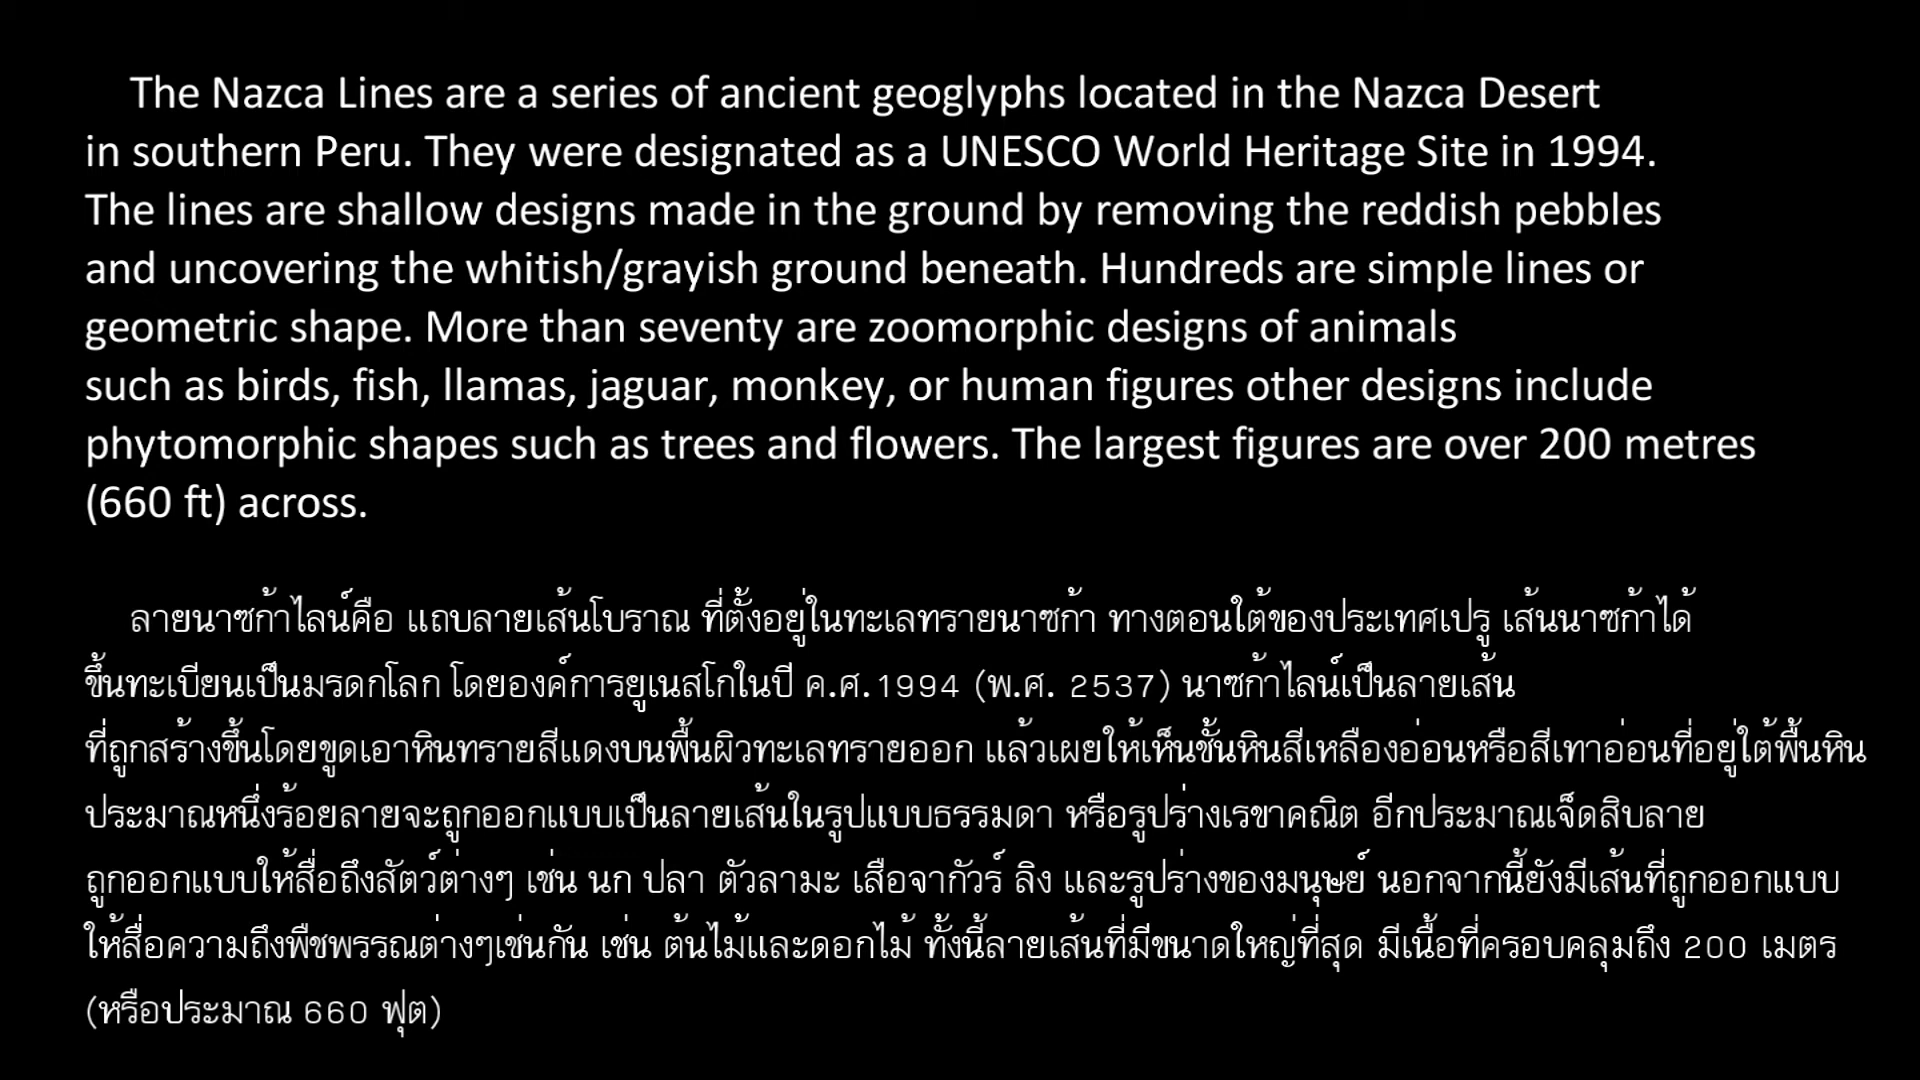 The Nazca Lines are a series of ancient geoglyphs located in the Nazca Desert
in southern Peru. They were designated as a UNESCO World Heritage Site in 1994.
The lines are shallow designs made in the ground by removing the reddish pebbles
and uncovering the whitish/grayish ground beneath. Hundreds are simple lines or
geometric shape. More than seventy are zoomorphic designs of animals
such as birds, fish, llamas, jaguar, monkey, or human figures other designs include
phytomorphic shapes such as trees and flowers. The largest figures are over 200 metres
(660 ft) across.
ลายนาซก้าไลน์คือ แถบลายเส้นโบราณ ที่ตั้งอยู่ในทะเลทรายนาซก้า ทางตอนใต้ของประเทศเปรู เส้นนาซก้าได้
ขึ้นทะเบียนเป็นมรดกโลก โดยองค์การยูเนสโกในปี ค.ศ.1994 (พ.ศ. 2537) นาซก้าไลน์เป็นลายเส้น
ที่ถูกสร้างขึ้นโดยขูดเอาหินทรายสีแดงบนพื้นผิวทะเลทรายออก แล้วเผยให้เห็นชั้นหินสีเหลืองอ่อนหรือสีเทาอ่อนที่อยู่ใต้พื้นหิน
ประมาณหนึ่งร้อยลายจะถูกออกแบบเป็นลายเส้นในรูปแบบธรรมดา หรือรูปร่างเรขาคณิต อีกประมาณเจ็ดสิบลาย
ถูกออกแบบให้สื่อถึงสัตว์ต่างๆ เช่น นก ปลา ตัวลามะ เสือจากัวร์ ลิง และรูปร่างของมนุษย์ นอกจากนี้ยังมีเส้นที่ถูกออกแบบ
ให้สื่อความถึงพืชพรรณต่างๆเช่นกัน เช่น ต้นไม้และดอกไม้ ทั้งนี้ลายเส้นที่มีขนาดใหญ่ที่สุด มีเนื้อที่ครอบคลุมถึง 200 เมตร
(หรือประมาณ 660 ฟุต)